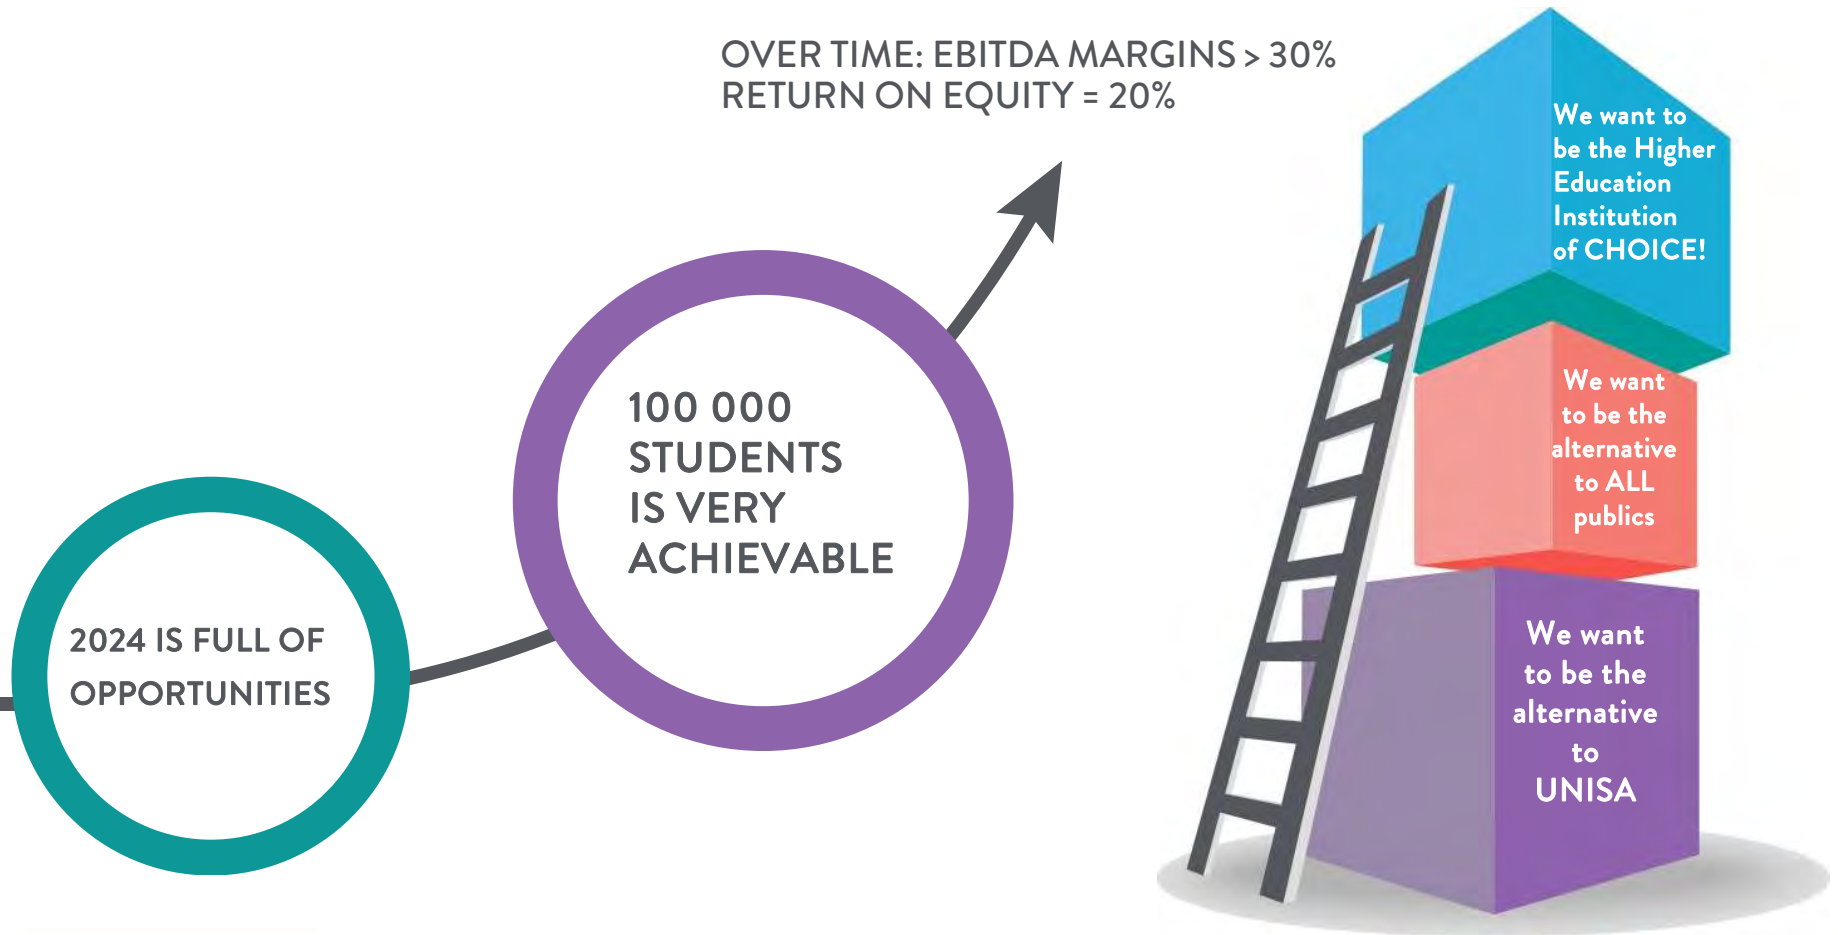 OVER TIME: EBITDA MARGINS > 30%
RETURN ON EQUITY = 20%
2024 IS FULL OF
OPPORTUNITIES
100 000
STUDENTS
IS VERY
ACHIEVABLE
We want to
be the Higher
Education
Institution
of CHOICE!
We want
to be the
alternative
to ALL
publics
We want
to be the
alternative
to
UNISA